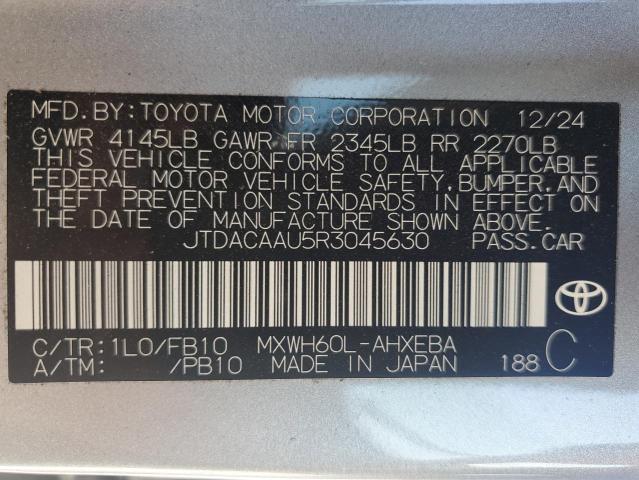 MFD.BY:TOYOTA MOTOR CORPORATION 12/24
GVWR 4145LB GAWR FR 2345LB RR 2270LB
THIS VEHICLE CONFORMS TO ALL APPLICABLE
FEDERAL MOTOR VEHICLE SAFETY,BUMPER,AND
THEFT PREVENTION STANDARDS IN EFFECT ON
THE DATE OF MANUFACTURE SHOWN ABOVE.
JTDACAAU5R3045630 PASS.CAR
C/TR:1L0/FB10 MXWH60L-AHXEBA
A/TM: /PB10 MADE IN JAPAN 188 C